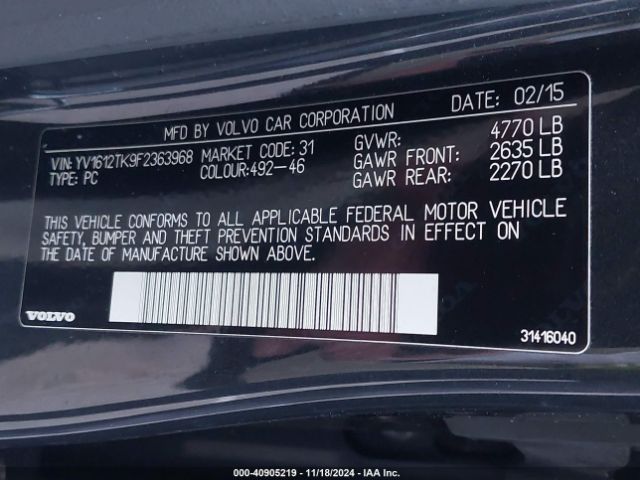 MFD BY VOLVO CAR CORPORATION DATE: 02/15
VIN: YV1612TK9F2363968 MARKET CODE: 31 GVWR: 4770 LB
TYPE: PC COLOUR:492-46 GAWR FRONT: 2635 LB
GAWR REAR: 2270 LB
THIS VEHICLE CONFORMS TO ALL APPLICABLE FEDERAL MOTOR VEHICLE
SAFETY, BUMPER AND THEFT PREVENTION STANDARDS IN EFFECT ON
THE DATE OF MANUFACTURE SHOWN ABOVE.
VOLVO 31416040
000-40905219 - 11/18/2024 - IAA Inc.